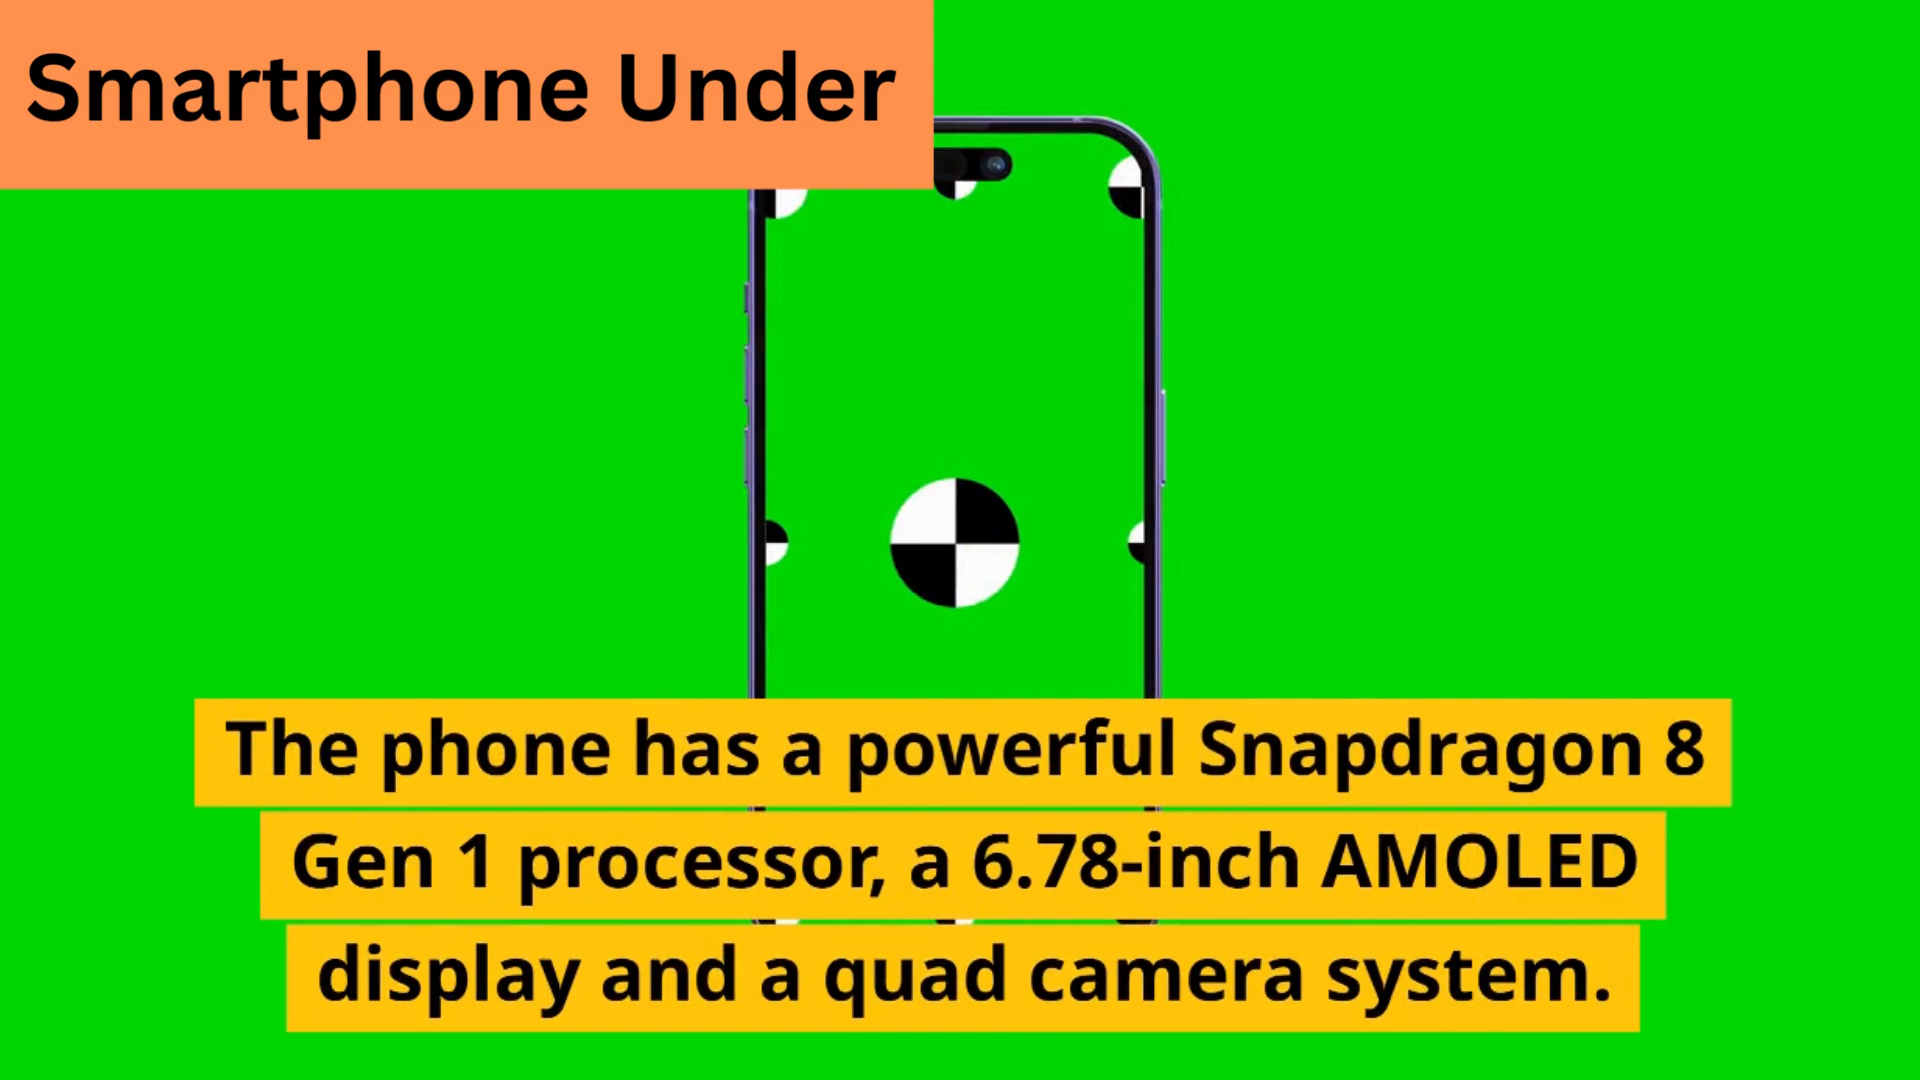 Smartphone Under
The phone has a powerful Snapdragon 8
Gen 1 processor, a 6.78-inch AMOLED
display and a quad camera system.